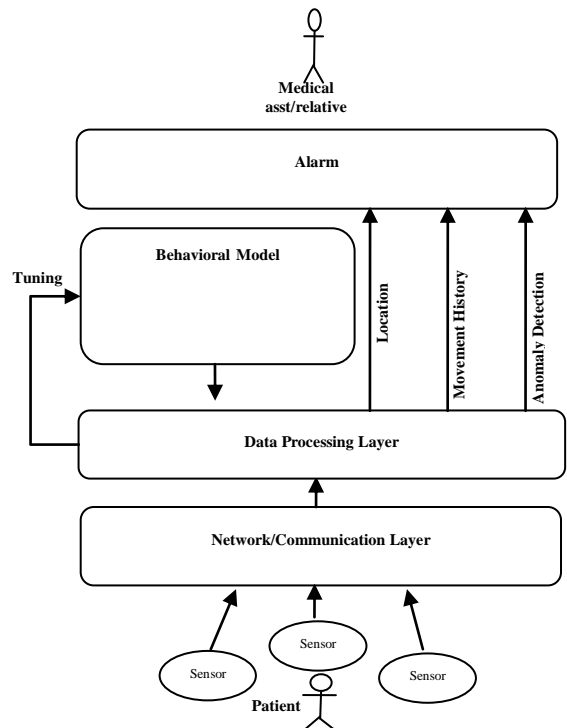 Medical
asst/relative
Alarm
Behavioral Model
Tuning
Location
Movement History
Anomaly Detection
Data Processing Layer
Network/Communication Layer
Sensor
Sensor
Sensor
Patient